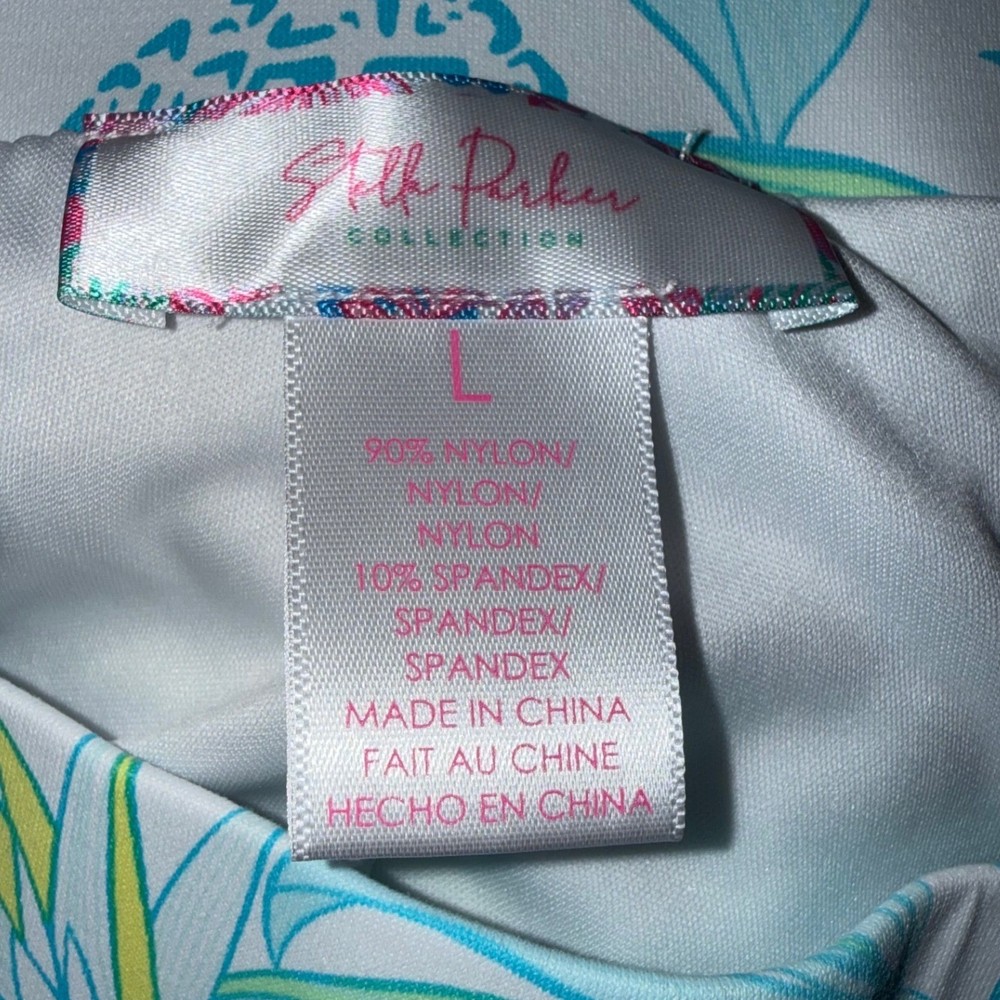 Stella Parker
COLLECTION
L
90% NYLON/
NYLON/
NYLON
10% SPANDEX/
SPANDEX/
SPANDEX
MADE IN CHINA
FAIT AU CHINE
HECHO EN CHINA